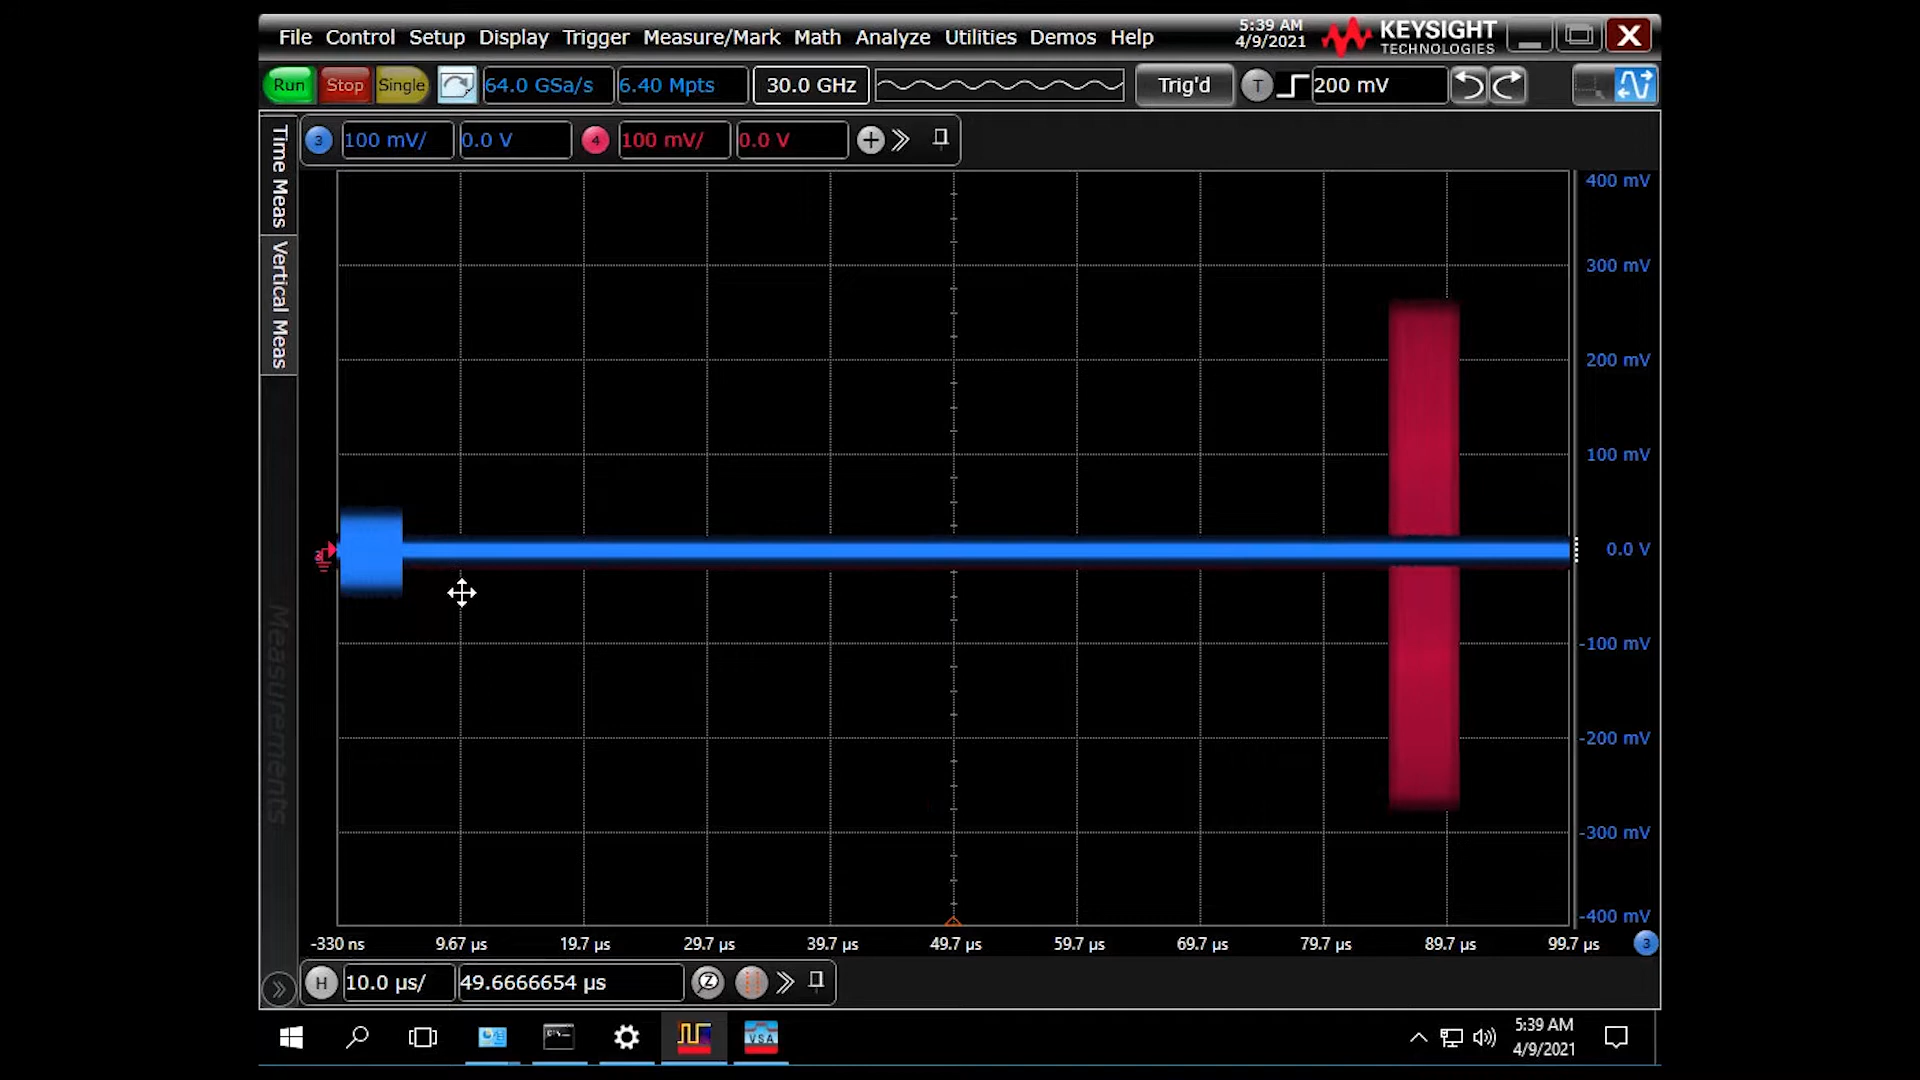 File Control Setup Display Trigger Measure/Mark Math Analyze Utilities Demos Help
5:39 AM
4/9/2021
KEYSIGHT
TECHNOLOGIES
Run Stop Single 64.0 GSa/s 6.40 Mpts 30.0 GHz Trig'd T 200 mV
3 100 mV/ 0.0 V 4 100 mV/ 0.0 V
Time Meas
Vertical Meas
Measurements
400 mV
300 mV
200 mV
100 mV
0.0 V
-100 mV
-200 mV
-300 mV
-400 mV
-330 ns 9.67 µs 19.7 µs 29.7 µs 39.7 µs 49.7 µs 59.7 µs 69.7 µs 79.7 µs 89.7 µs 99.7 µs 3
H 10.0 µs/ 49.6666654 µs Z
VSA
5:39 AM
4/9/2021